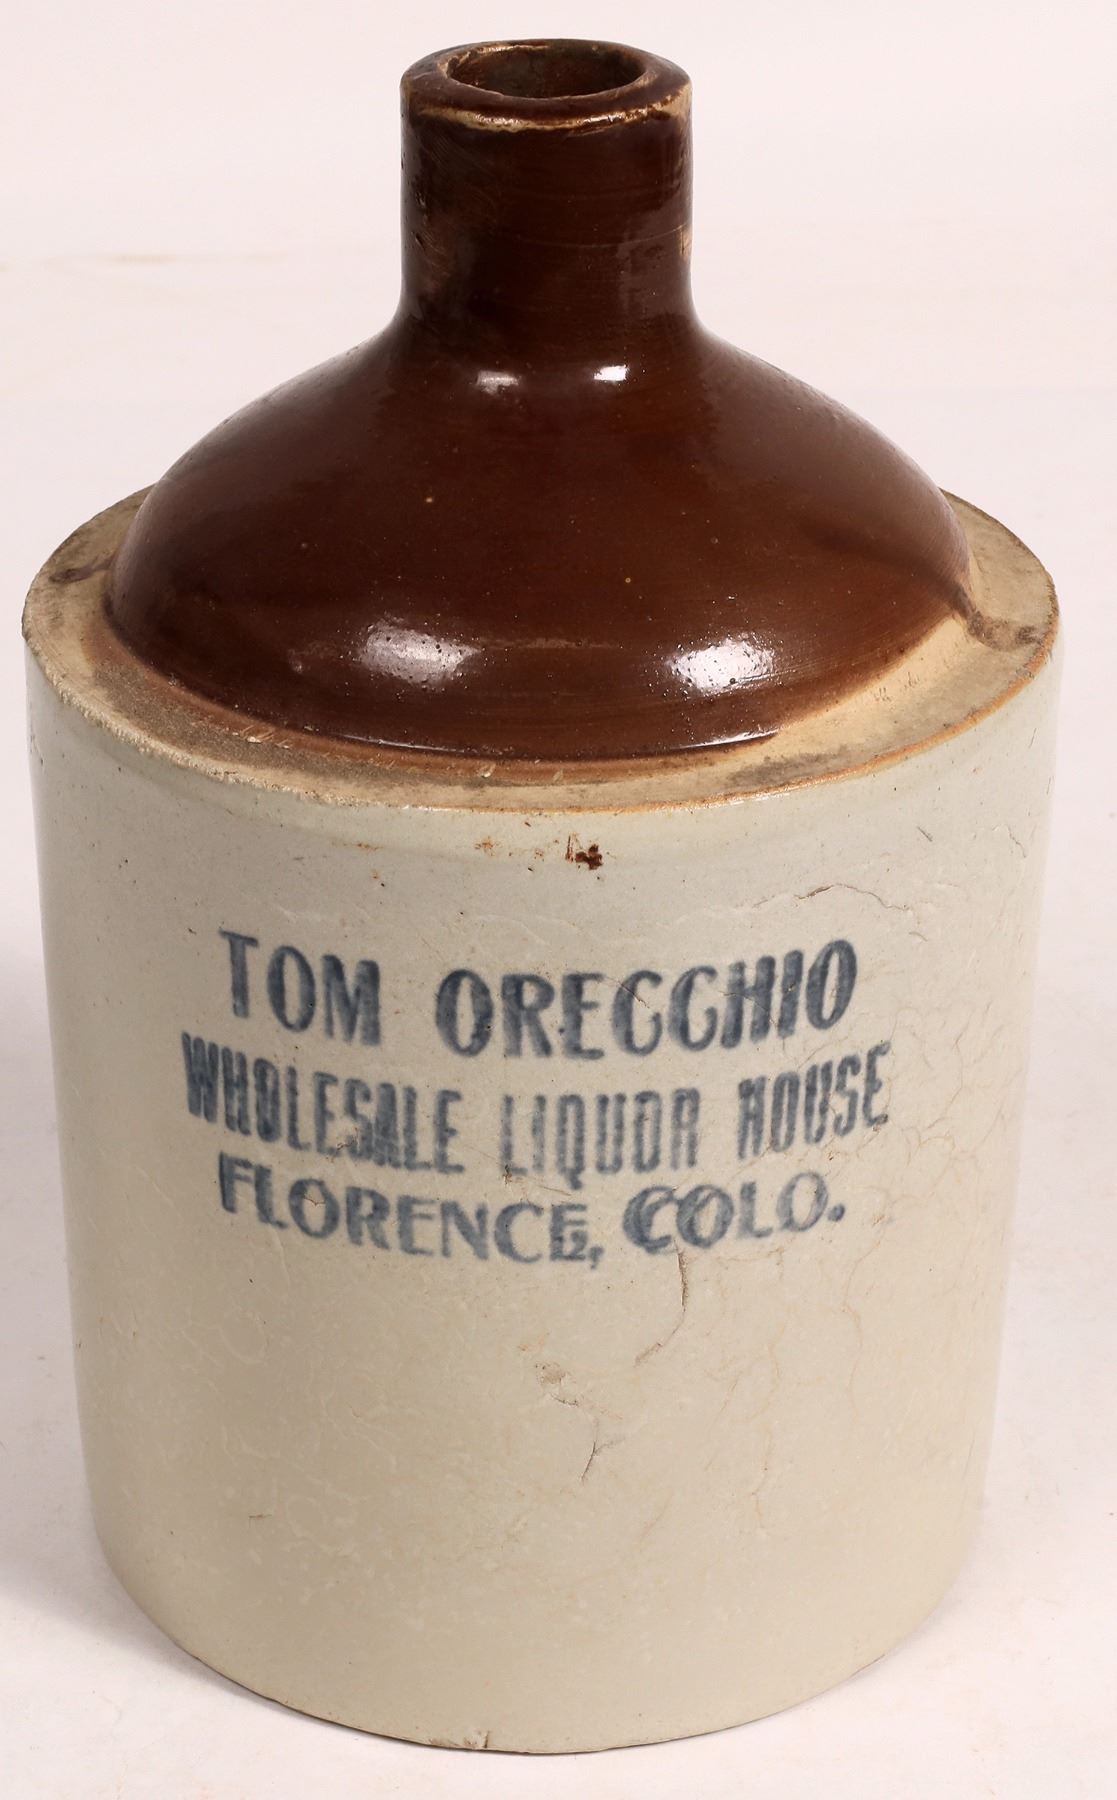 TOM ORECCHIO
WHOLESALE LIQUOR HOUSE
FLORENCE, COLO.